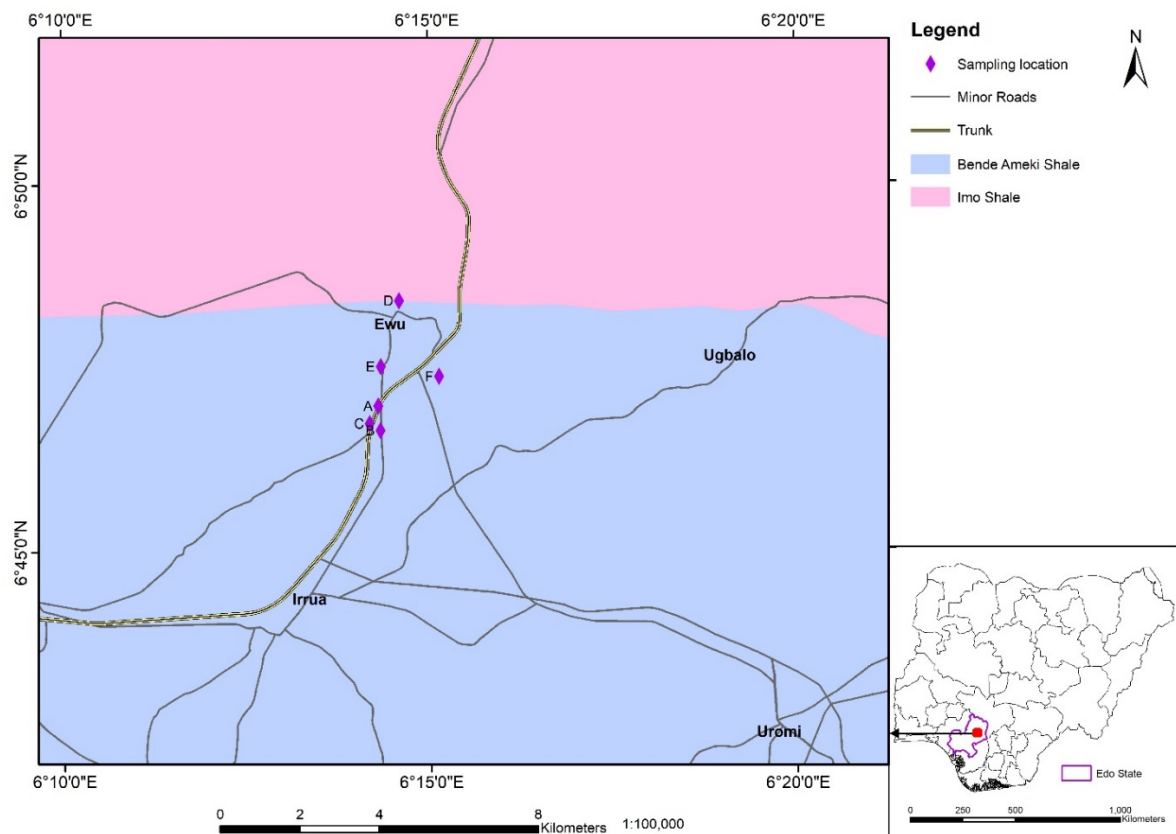 6°10'0"E 6°15'0"E 6°20'0"E
Legend
N
Sampling location
Minor Roads
Trunk
Bende Ameki Shale
Imo Shale
6°50'0"N
D
Ewu
Ugbalo
E
F
A
C
B
6°45'0"N
Irrua
Uromi
Edo State
6°10'0"E 6°15'0"E 6°20'0"E
0 2 4 8
Kilometers
1:100,000
0 250 500 1,000
Kilometers